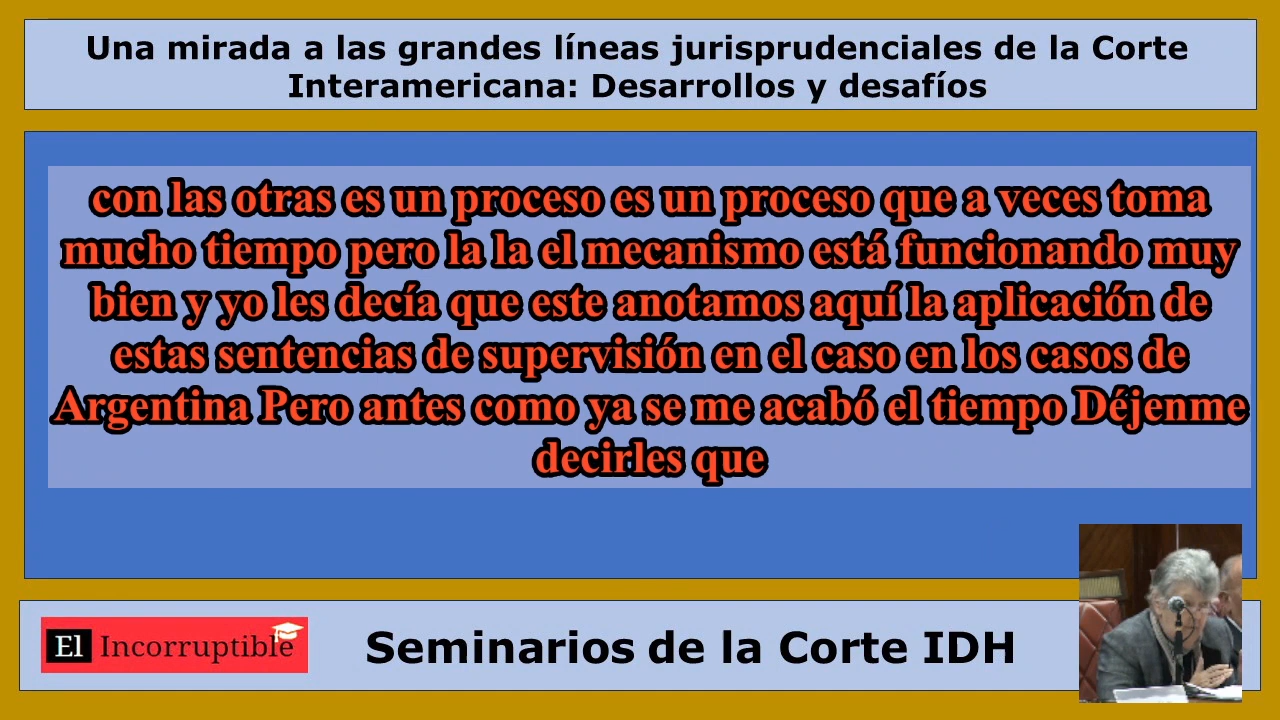 Una mirada a las grandes líneas jurisprudenciales de la Corte
Interamericana: Desarrollos y desafíos
con las otras es un proceso es un proceso que a veces toma
mucho tiempo pero la la el mecanismo está funcionando muy
bien y yo les decía que este anotamos aquí la aplicación de
estas sentencias de supervisión en el caso en los casos de
Argentina Pero antes como ya se me acabó el tiempo Déjenme
decirles que
El Incorruptible
Seminarios de la Corte IDH